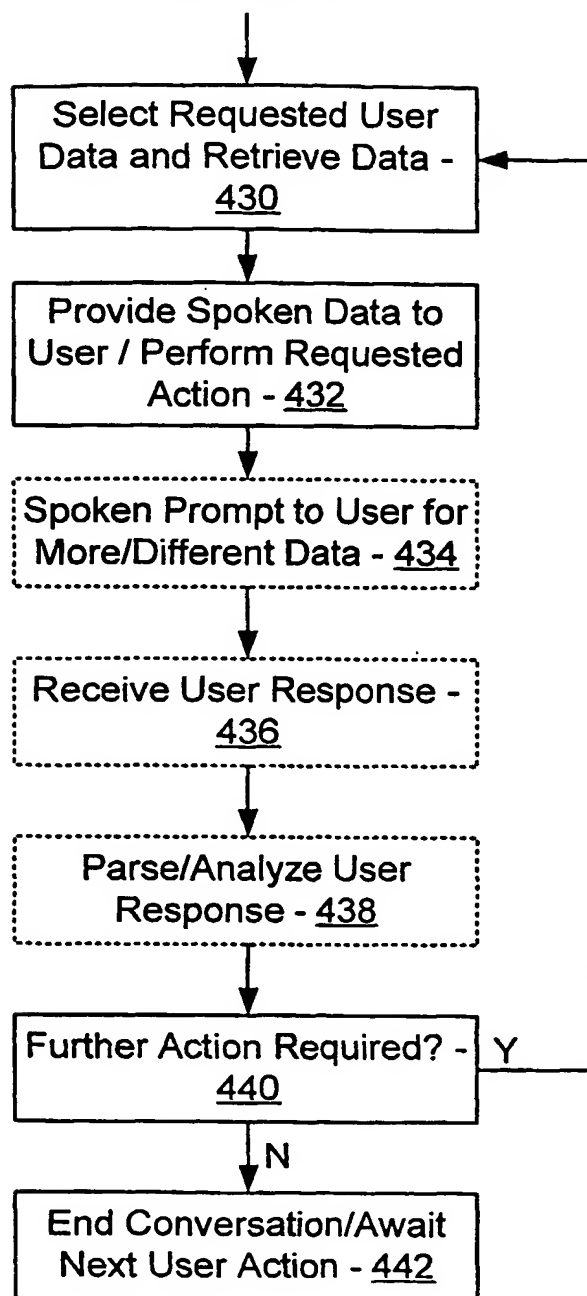 Select Requested User
Data and Retrieve Data -
430
Provide Spoken Data to
User / Perform Requested
Action - 432
Spoken Prompt to User for
More/Different Data - 434
Receive User Response -
436
Parse/Analyze User
Response - 438
Further Action Required? -
440
Y
N
End Conversation/Await
Next User Action - 442